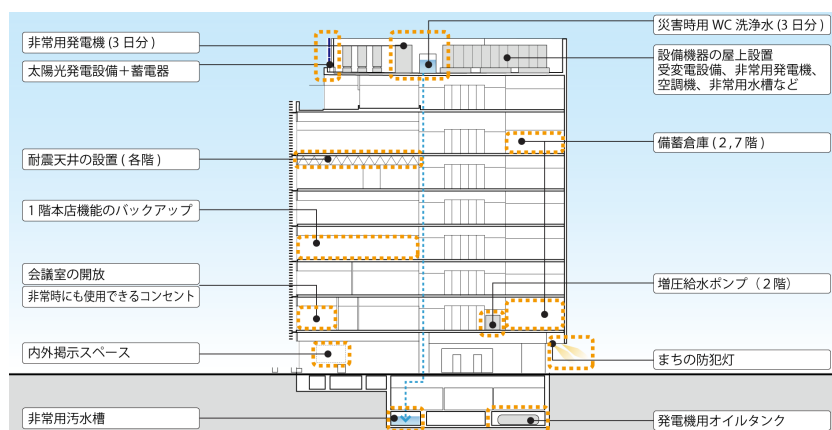 非常用発電機(3日分)
太陽光発電設備＋蓄電器
耐震天井の設置(各階)
1階本店機能のバックアップ
会議室の開放
非常時にも使用できるコンセント
内外掲示スペース
非常用汚水槽
災害時用WC洗浄水(3日分)
設備機器の屋上設置
受変電設備、非常用発電機、
空調機、非常用水槽など
備蓄倉庫(2,7階)
増圧給水ポンプ（2階）
まちの防犯灯
発電機用オイルタンク